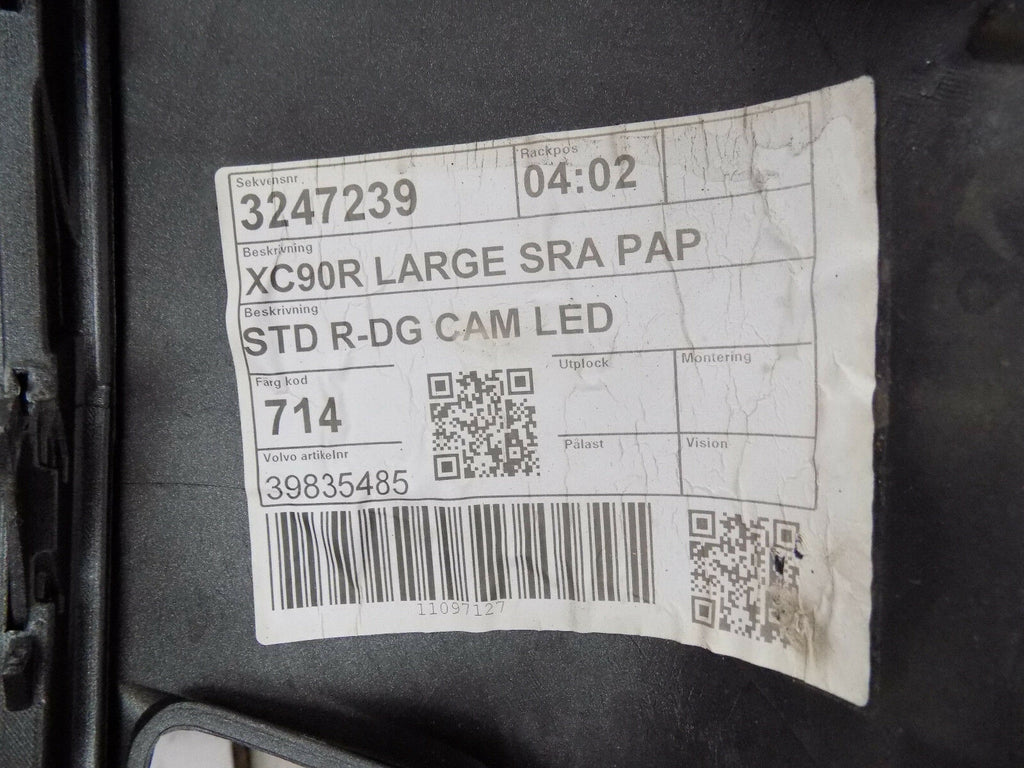 Sekvensnr
3247239
Rackpos
04:02
Beskrivning
XC90R LARGE SRA PAP
Beskrivning
STD R-DG CAM LED
Färg kod
714
Utplock
Montering
Volvo artikelnr
39835485
Pålast
Vision
11097127